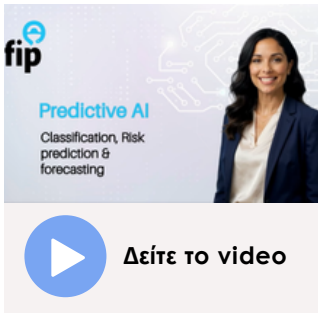 fip
Predictive AI
Classification, Risk
prediction &
forecasting
Δείτε το video